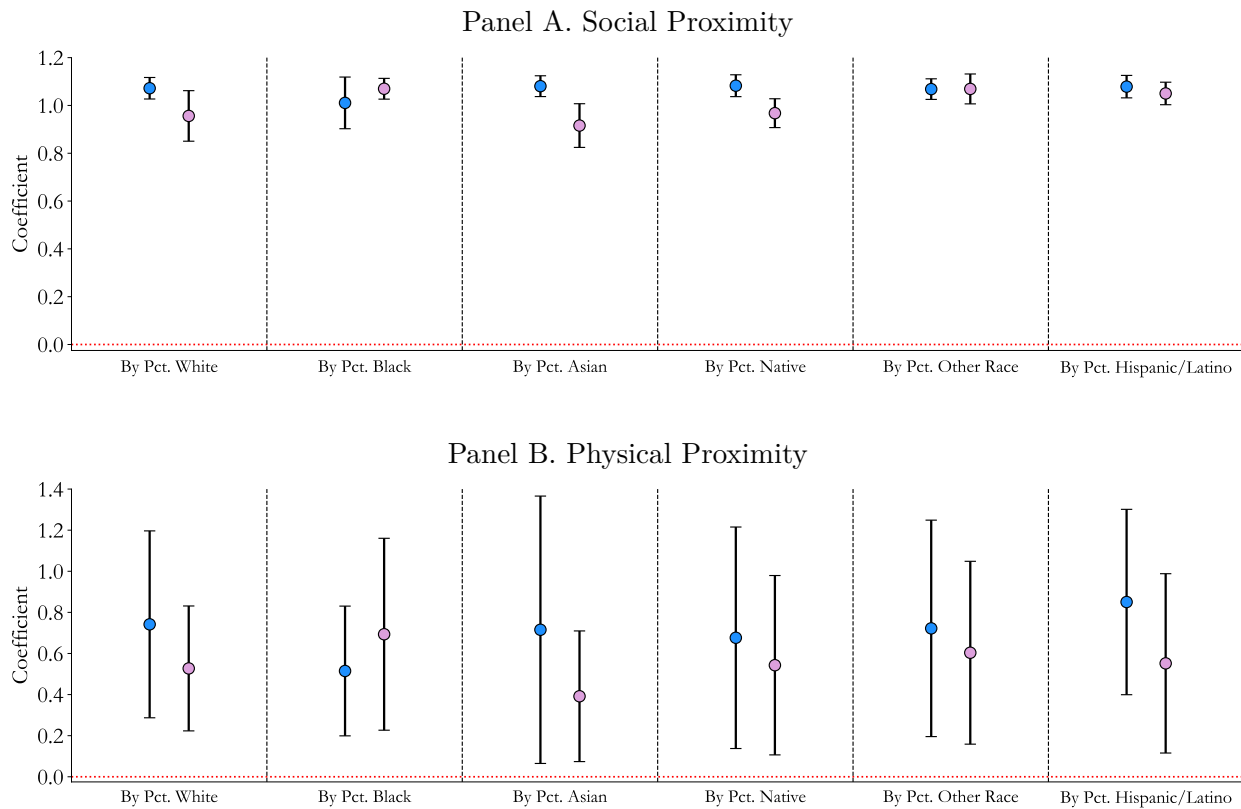 Panel A. Social Proximity
Coefficient
1.2
1.0
0.8
0.6
0.4
0.2
0.0
By Pct. White
By Pct. Black
By Pct. Asian
By Pct. Native
By Pct. Other Race
By Pct. Hispanic/Latino
Panel B. Physical Proximity
Coefficient
1.4
1.2
1.0
0.8
0.6
0.4
0.2
0.0
By Pct. White
By Pct. Black
By Pct. Asian
By Pct. Native
By Pct. Other Race
By Pct. Hispanic/Latino